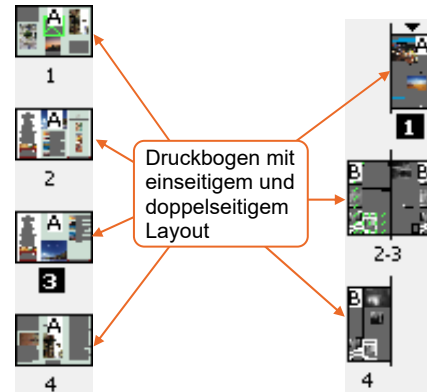 A
1
A
2
A
3
A
4
Druckbogen mit
einseitigem und
doppelseitigem
Layout
A
1
B B
2-3
B
4